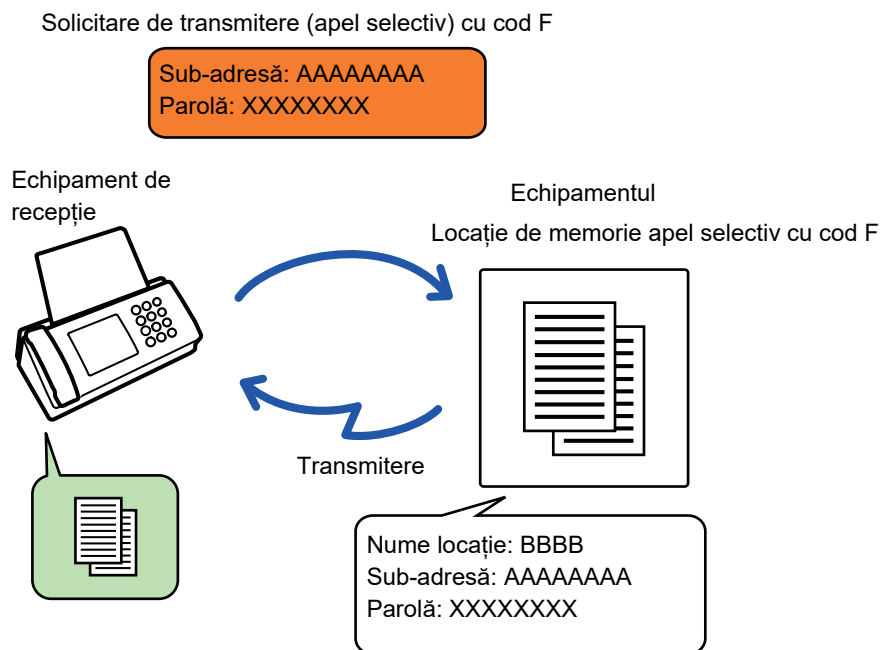 Solicitare de transmitere (apel selectiv) cu cod F
Sub-adresă: AAAAAAAA
Parolă: XXXXXXXX
Echipament de
recepție
Echipamentul
Locație de memorie apel selectiv cu cod F
Transmitere
Nume locație: BBBB
Sub-adresă: AAAAAAAA
Parolă: XXXXXXXX